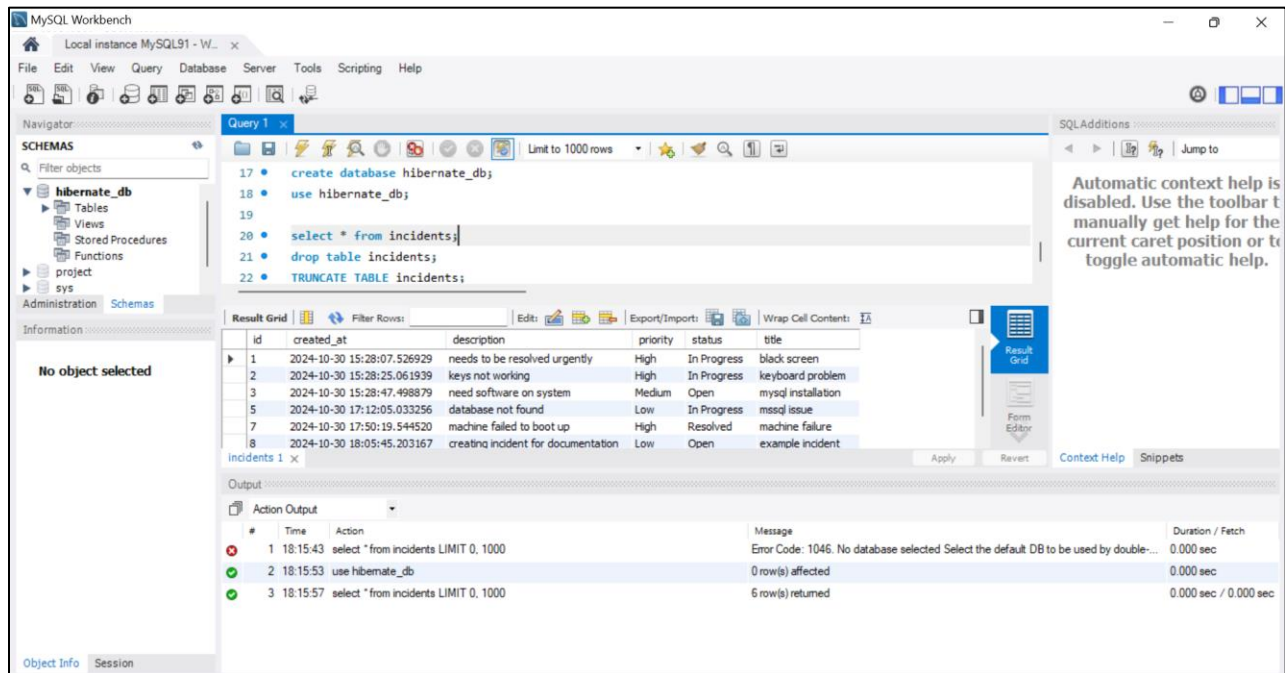 MySQL Workbench
Local instance MySQL91 - W... x
File Edit View Query Database Server Tools Scripting Help
Navigator
SCHEMAS
Filter objects
hibernate_db
Tables
Views
Stored Procedures
Functions
project
sys
Administration Schemas
Information
No object selected
Object Info Session
Query 1 x
Limit to 1000 rows
17 create database hibernate_db;
18 use hibernate_db;
19
20 select * from incidents;
21 drop table incidents;
22 TRUNCATE TABLE incidents;
Result Grid Filter Rows: Edit: Export/Import: Wrap Cell Content:
id created_at description priority status title
1 2024-10-30 15:28:07.526929 needs to be resolved urgently High In Progress black screen
2 2024-10-30 15:28:25.061939 keys not working High In Progress keyboard problem
3 2024-10-30 15:28:47.498879 need software on system Medium Open mysql installation
5 2024-10-30 17:12:05.033256 database not found Low In Progress mssql issue
7 2024-10-30 17:50:19.544520 machine failed to boot up High Resolved machine failure
8 2024-10-30 18:05:45.203167 creating incident for documentation Low Open example incident
Result Grid
Form Editor
incidents 1 x Apply Revert
SQLAdditions
Jump to
Automatic context help is
disabled. Use the toolbar t
manually get help for the
current caret position or to
toggle automatic help.
Context Help Snippets
Output
Action Output
# Time Action Message Duration / Fetch
1 18:15:43 select * from incidents LIMIT 0, 1000 Error Code: 1046. No database selected Select the default DB to be used by double-... 0.000 sec
2 18:15:53 use hibernate_db 0 row(s) affected 0.000 sec
3 18:15:57 select * from incidents LIMIT 0, 1000 6 row(s) returned 0.000 sec / 0.000 sec